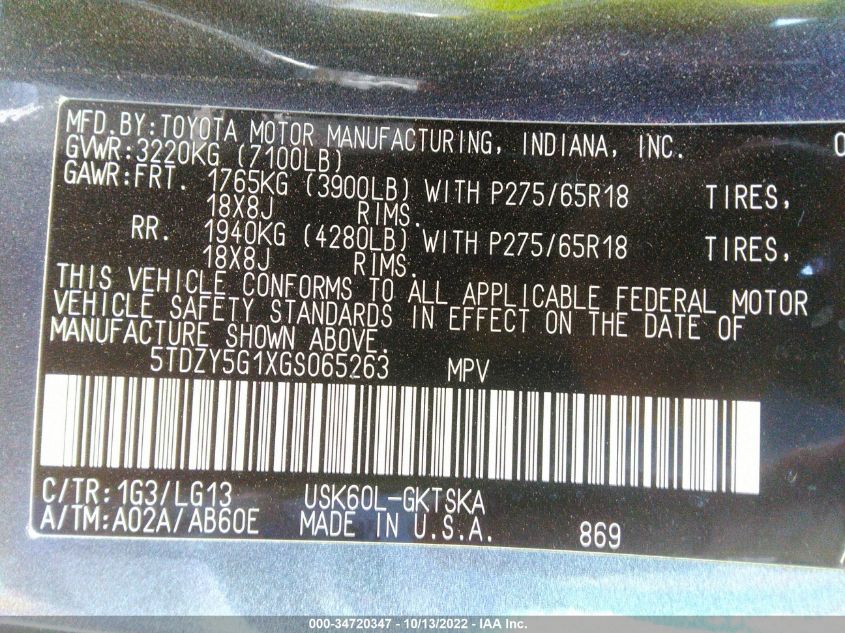 MFD.BY:TOYOTA MOTOR MANUFACTURING, INDIANA, INC. 0
GVWR:3220KG (7100LB)
GAWR:FRT. 1765KG (3900LB) WITH P275/65R18 TIRES,
18X8J RIMS.
RR. 1940KG (4280LB) WITH P275/65R18 TIRES,
18X8J RIMS.
THIS VEHICLE CONFORMS TO ALL APPLICABLE FEDERAL MOTOR
VEHICLE SAFETY STANDARDS IN EFFECT ON THE DATE OF
MANUFACTURE SHOWN ABOVE.
5TDZY5G1XGS065263 MPV
C/TR:1G3/LG13 USK60L-GKTSKA
A/TM:A02A/AB60E MADE IN U.S.A. 869
000-34720347 - 10/13/2022 - IAA Inc.